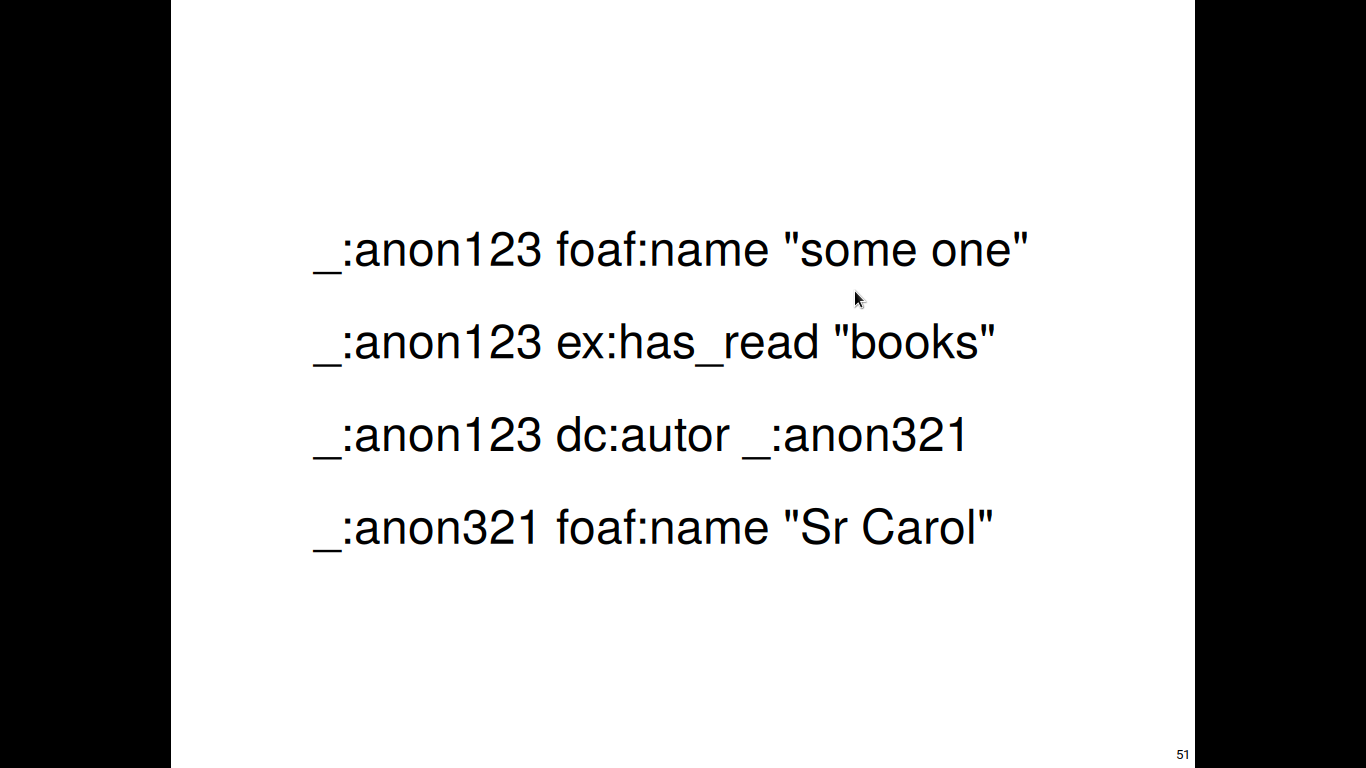 _:anon123 foaf:name "some one"
_:anon123 ex:has_read "books"
_:anon123 dc:autor _:anon321
_:anon321 foaf:name "Sr Carol"
51